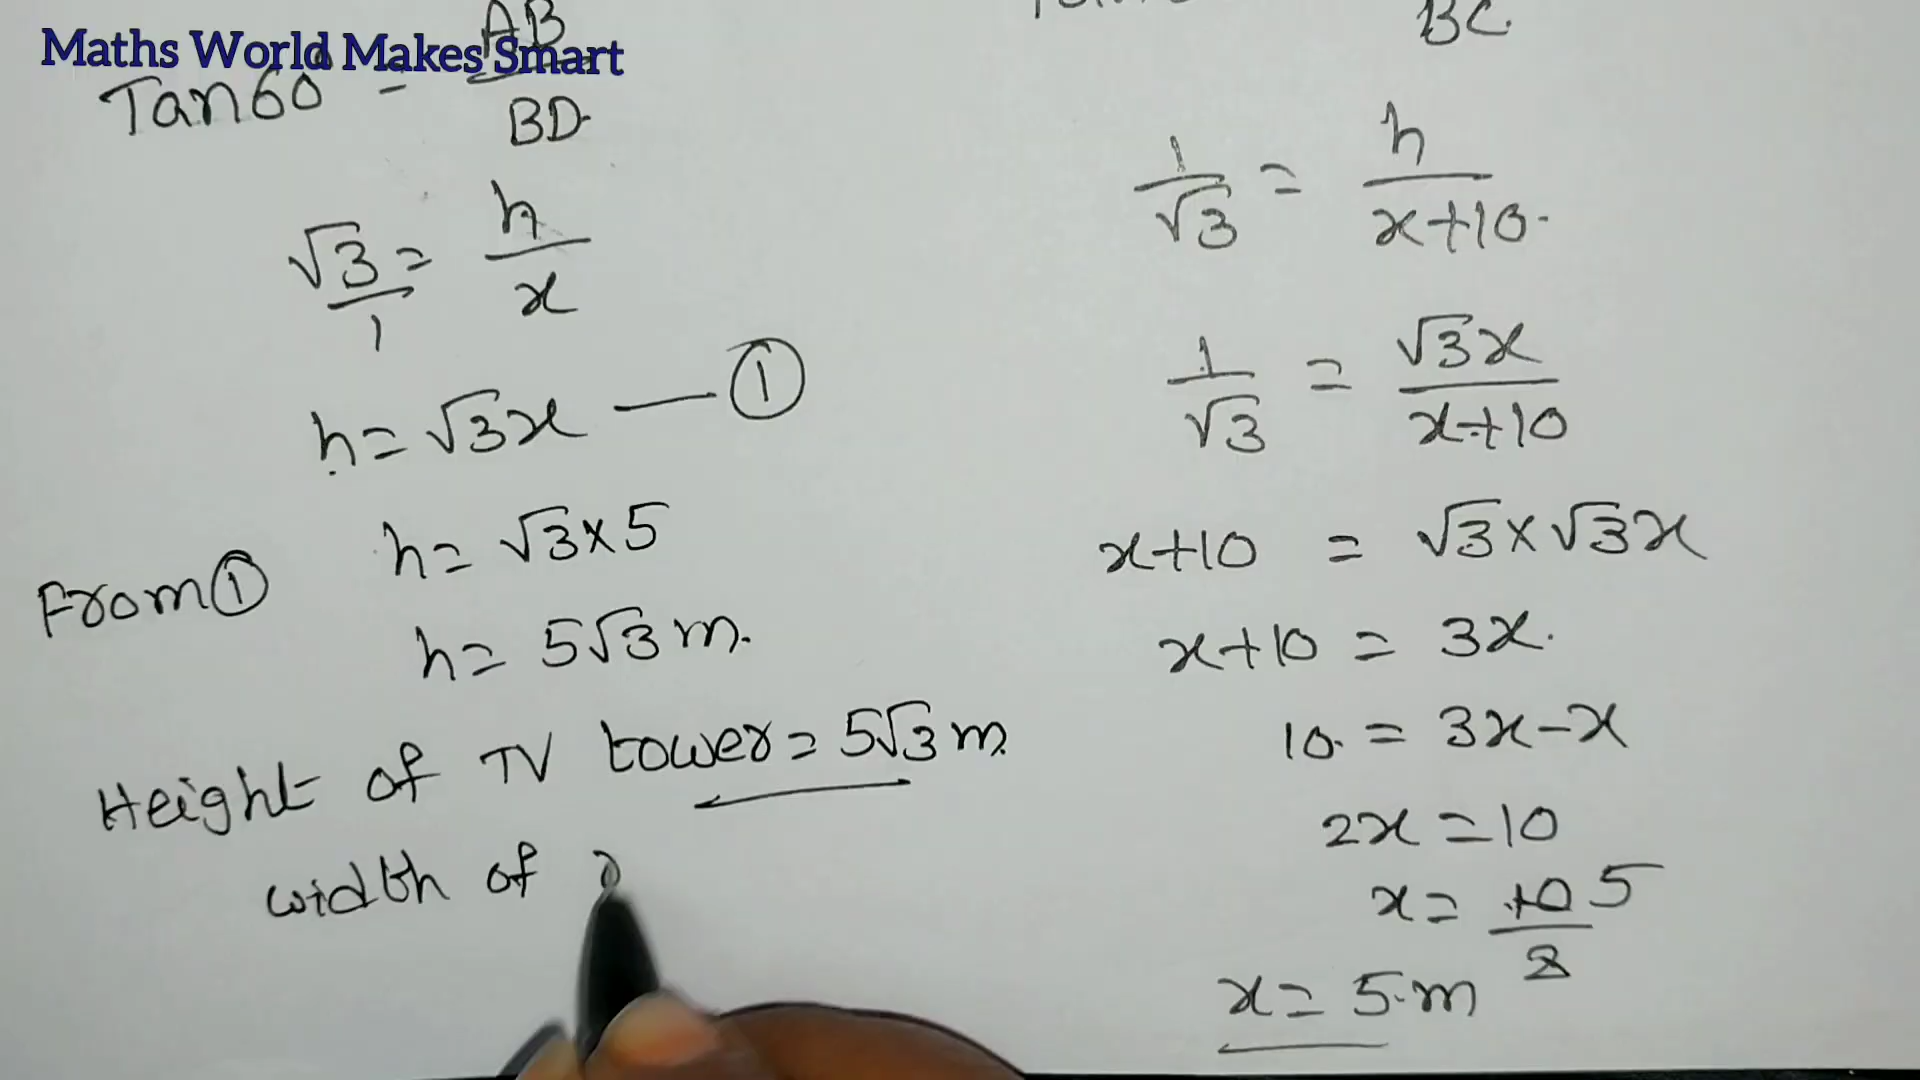 Maths World Makes Smart
Tan60° = AB/BD
√3/1 = h/x
h = √3x — ①
From ① h = √3×5
h = 5√3 m.
Height of TV tower = 5√3 m.
width of
BC
1/√3 = h/x+10
1/√3 = √3x/x+10
x+10 = √3×√3x
x+10 = 3x.
10 = 3x-x
2x = 10
x = 10/2 5
x = 5 m